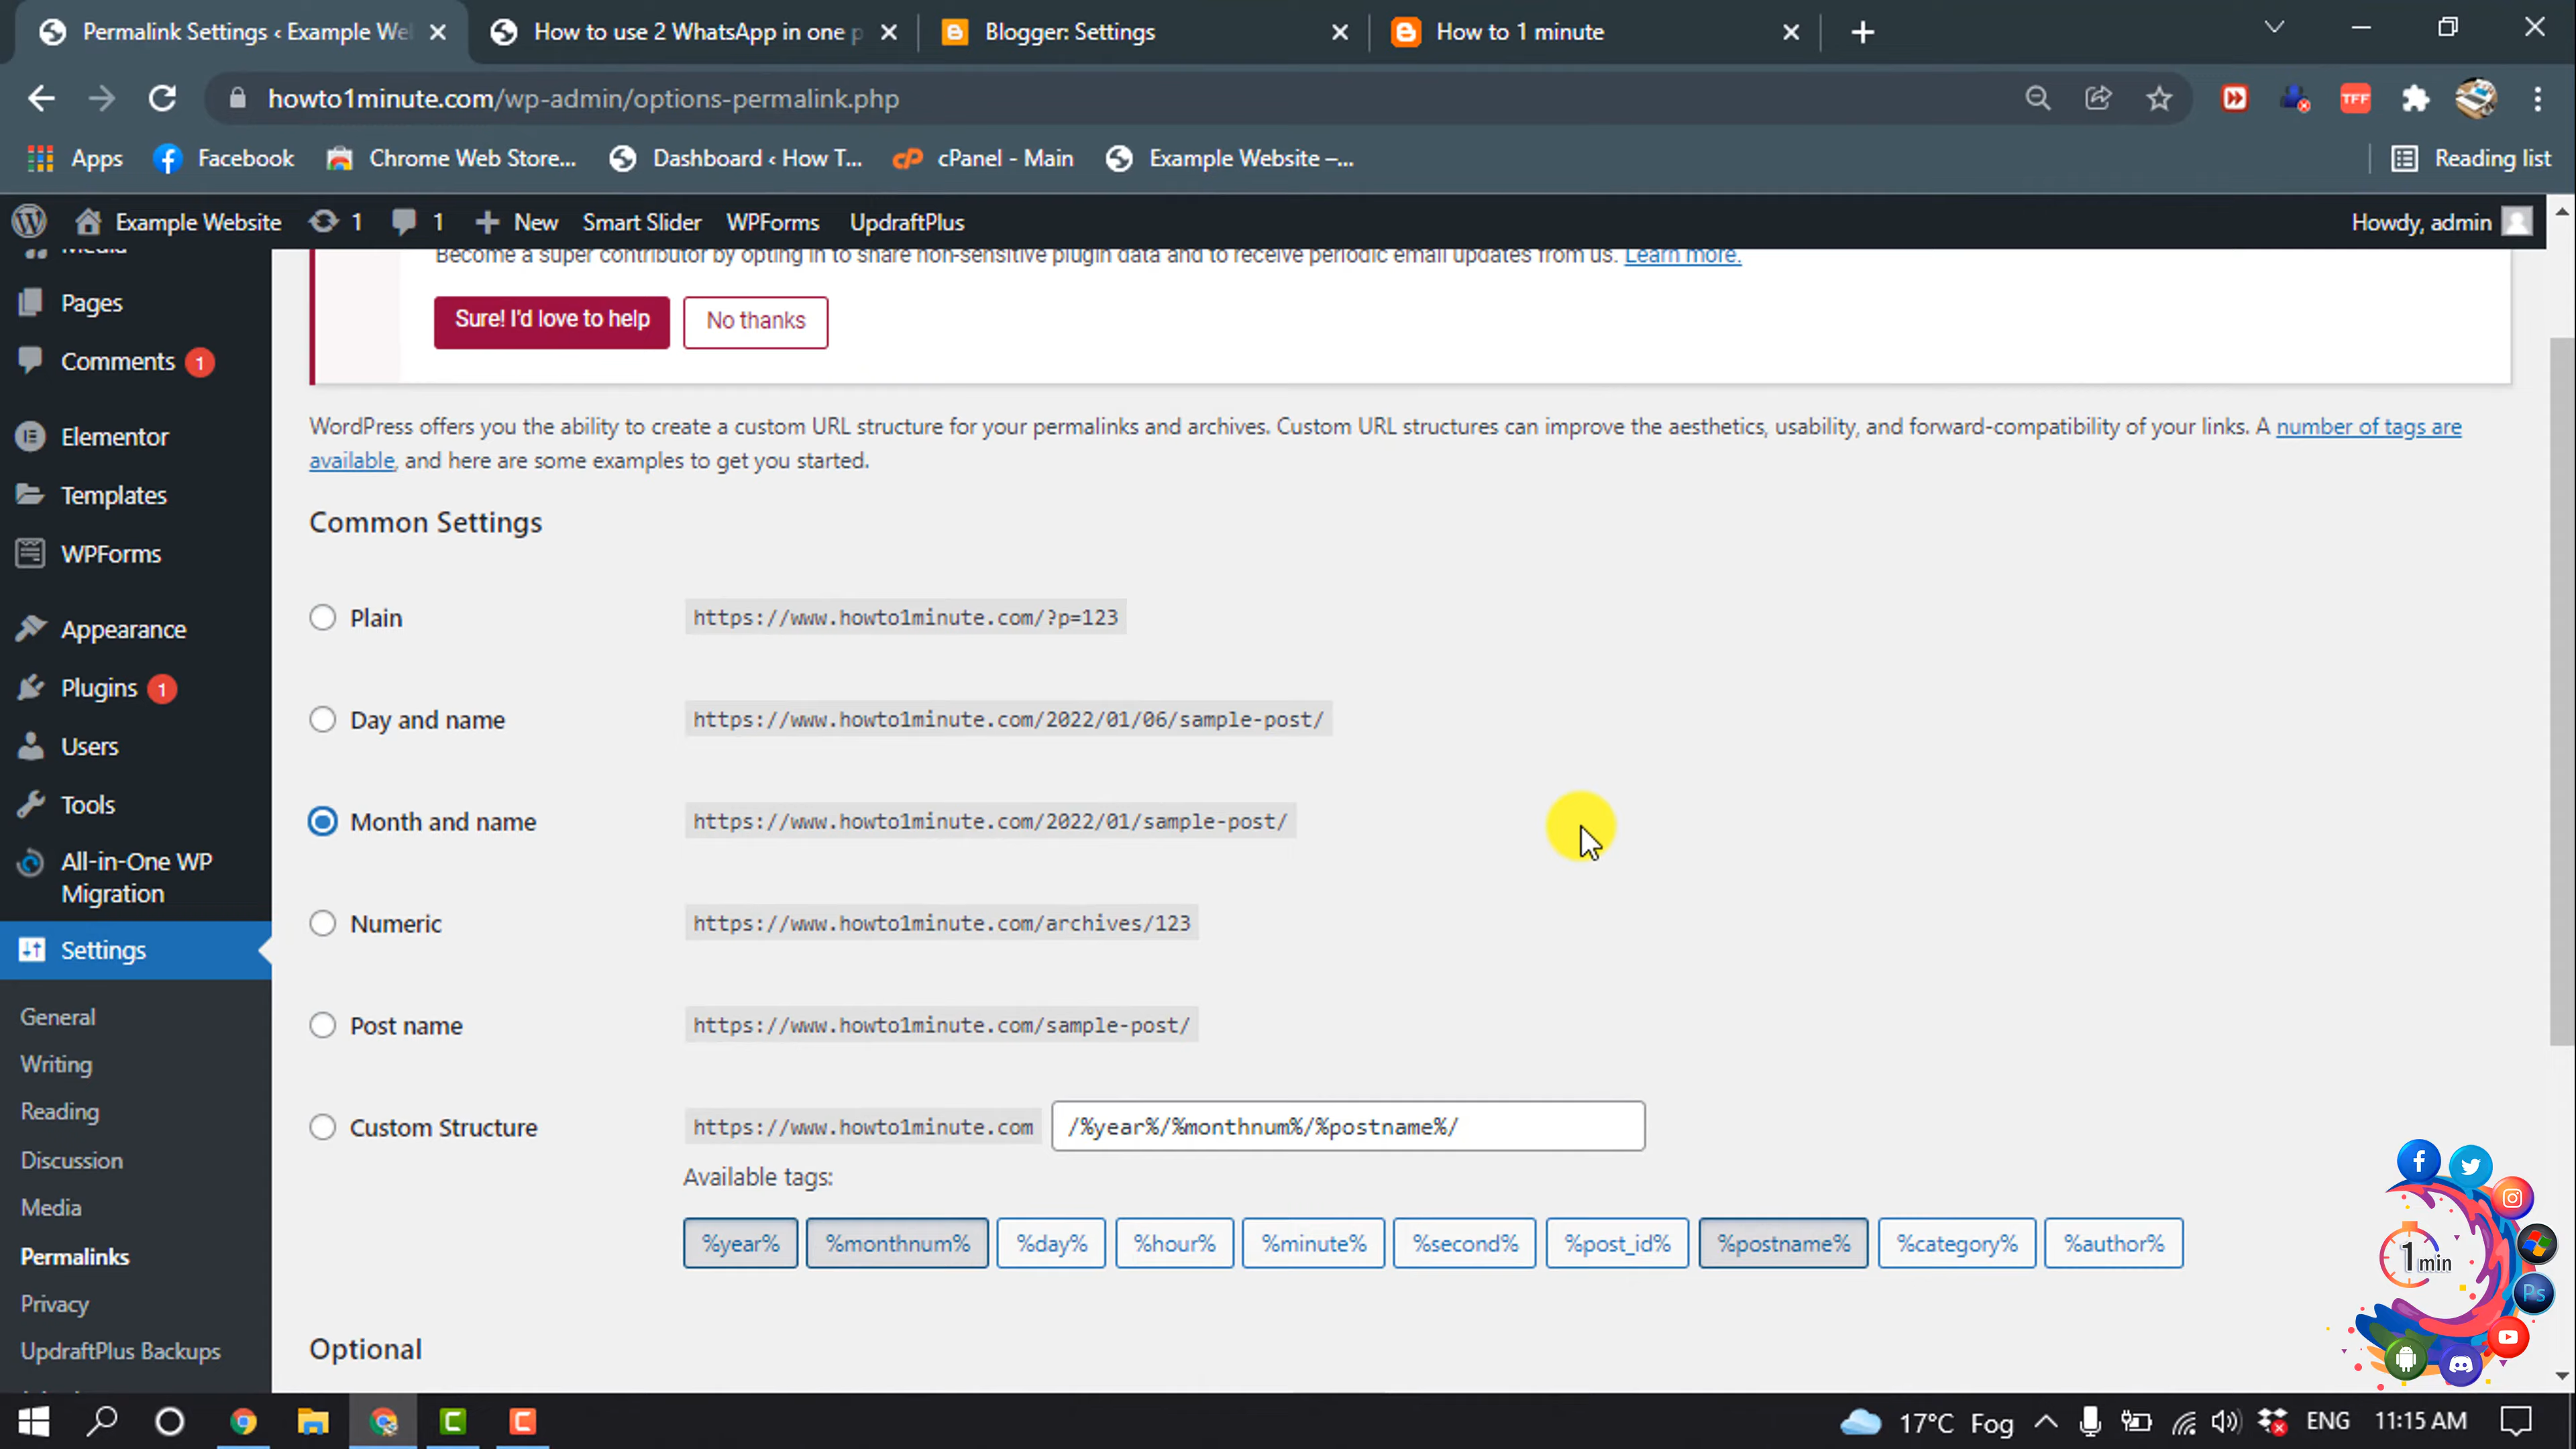 Permalink Settings ‹ Example Wel
How to use 2 WhatsApp in one p
Blogger: Settings
How to 1 minute
howto1minute.com/wp-admin/options-permalink.php
TFF
Apps
Facebook
Chrome Web Store...
Dashboard ‹ How T...
cP
cPanel - Main
Example Website –...
Reading list
Example Website
1
1
New
Smart Slider
WPForms
UpdraftPlus
Howdy, admin
Media
Become a super contributor by opting in to share non-sensitive plugin data and to receive periodic email updates from us. Learn more.
Pages
Sure! I'd love to help
No thanks
Comments 1
WordPress offers you the ability to create a custom URL structure for your permalinks and archives. Custom URL structures can improve the aesthetics, usability, and forward-compatibility of your links. A number of tags are
available, and here are some examples to get you started.
Elementor
Templates
Common Settings
WPForms
Plain
https://www.howto1minute.com/?p=123
Appearance
Plugins 1
Day and name
https://www.howto1minute.com/2022/01/06/sample-post/
Users
Tools
Month and name
https://www.howto1minute.com/2022/01/sample-post/
All-in-One WP
Migration
Numeric
https://www.howto1minute.com/archives/123
Settings
General
Post name
https://www.howto1minute.com/sample-post/
Writing
Reading
Custom Structure
https://www.howto1minute.com
/%year%/%monthnum%/%postname%/
Discussion
Available tags:
Media
%year%
%monthnum%
%day%
%hour%
%minute%
%second%
%post_id%
%postname%
%category%
%author%
Permalinks
Privacy
Optional
UpdraftPlus Backups
1 min
Ps
17°C Fog
ENG
11:15 AM